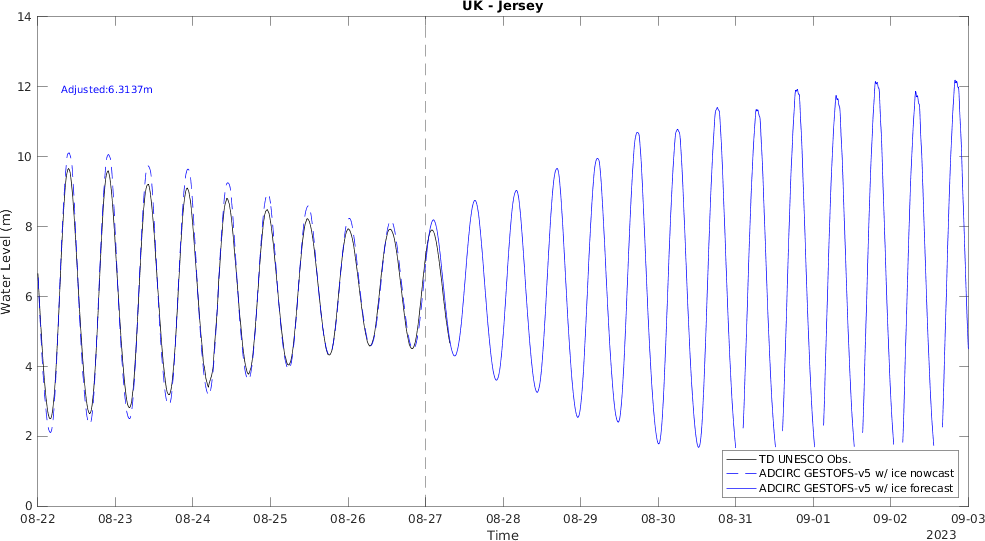 UK - Jersey
14
12
10
8
6
4
2
0
Water Level (m)
Adjusted:6.3137m
TD UNESCO Obs.
ADCIRC GESTOFS-v5 w/ ice nowcast
ADCIRC GESTOFS-v5 w/ ice forecast
08-22 08-23 08-24 08-25 08-26 08-27 08-28 08-29 08-30 08-31 09-01 09-02 09-03
Time
2023